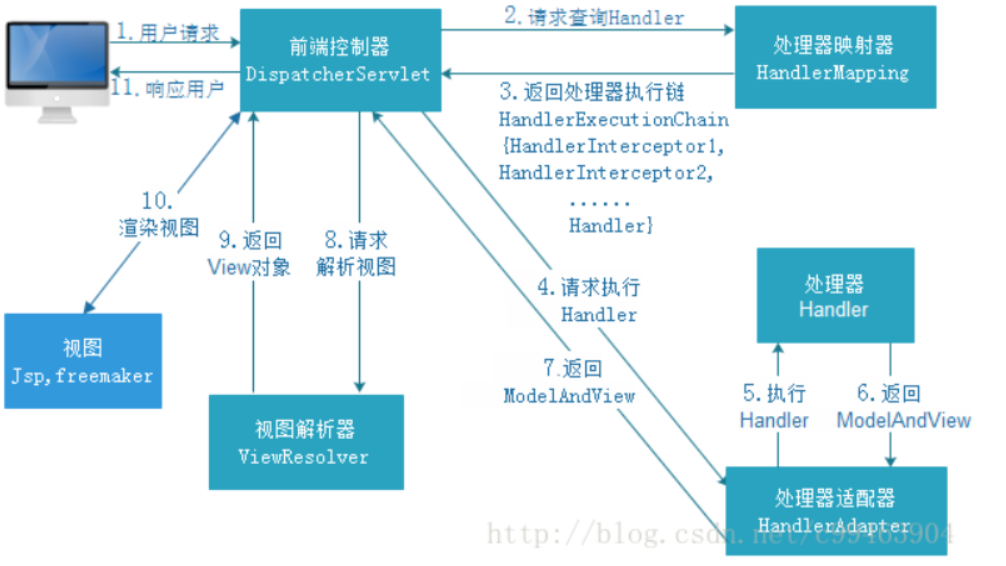 1.用户请求
11.响应用户
前端控制器
DispatcherServlet
2.请求查询Handler
处理器映射器
HandlerMapping
3.返回处理器执行链
HandlerExecutionChain
{HandlerInterceptor1,
HandlerInterceptor2,
......
Handler}
10.
渲染视图
9.返回
View对象
8.请求
解析视图
4.请求执行
Handler
处理器
Handler
视图
Jsp,freemaker
7.返回
ModelAndView
5.执行
Handler
6.返回
ModelAndView
视图解析器
ViewResolver
处理器适配器
HandlerAdapter
http://blog.csdn.net/c99463904